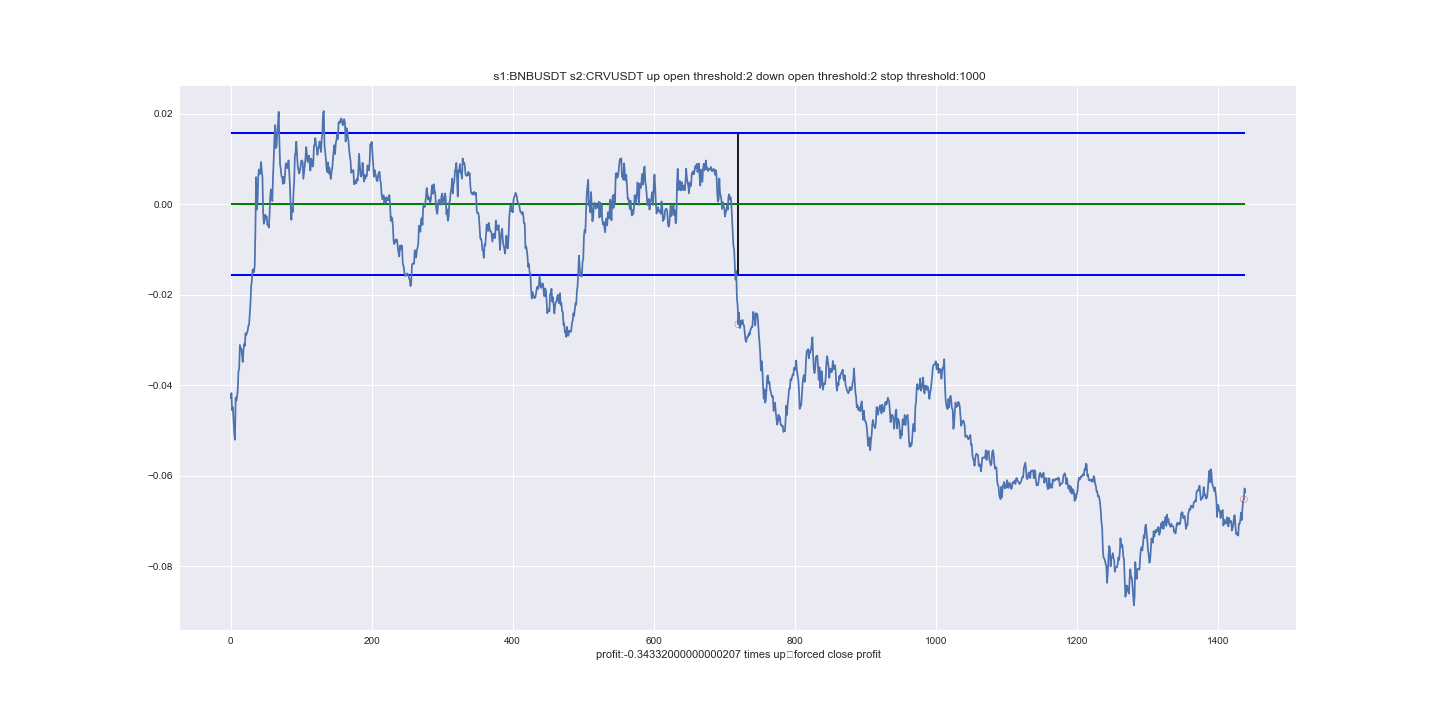 s1:BNBUSDT s2:CRVUSDT up open threshold:2 down open threshold:2 stop threshold:1000
0.02
0.00
−0.02
−0.04
−0.06
−0.08
0 200 400 600 800 1000 1200 1400
profit:-0.34332000000000207 times up□forced close profit